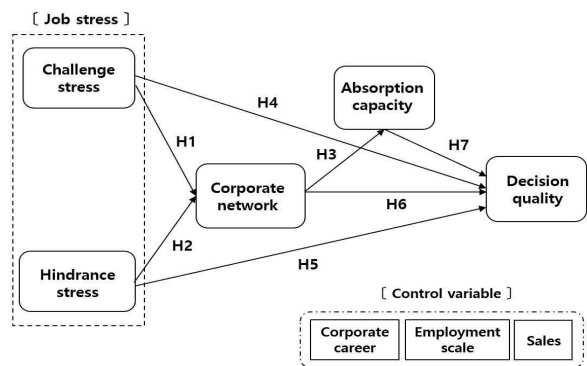 〔 Job stress 〕
Challenge
stress
Absorption
capacity
H4
H1
H3
H7
Corporate
network
Decision
quality
H6
H2
H5
Hindrance
stress
〔 Control variable 〕
Corporate
career
Employment
scale
Sales